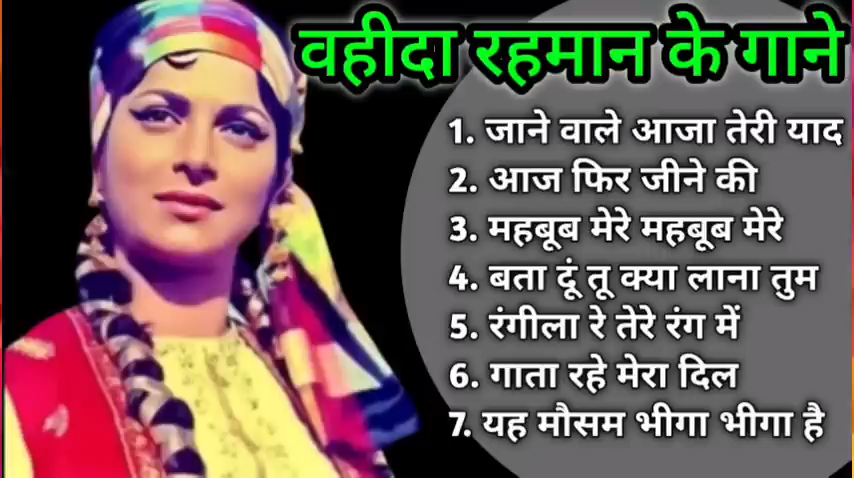 वहीदा रहमान के गाने
1. जाने वाले आजा तेरी याद
2. आज फिर जीने की
3. महबूब मेरे महबूब मेरे
4. बता दूं तू क्या लाना तुम
5. रंगीला रे तेरे रंग में
6. गाता रहे मेरा दिल
7. यह मौसम भीगा भीगा है